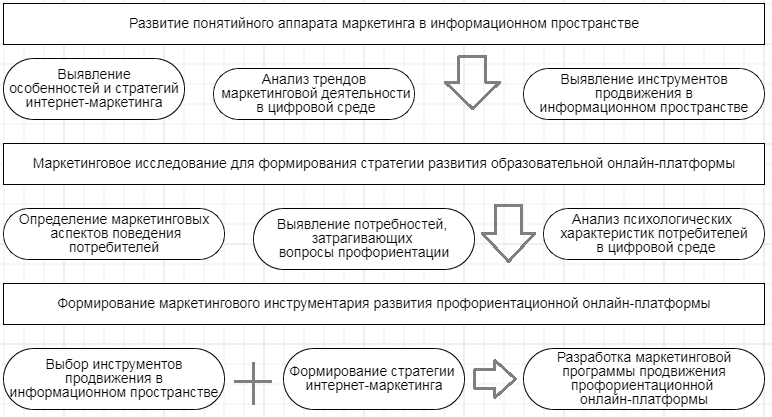 Развитие понятийного аппарата маркетинга в информационном пространстве
Выявление
особенностей и стратегий
интернет-маркетинга
Анализ трендов
маркетинговой деятельности
в цифровой среде
Выявление инструментов
продвижения в
информационном пространстве
Маркетинговое исследование для формирования стратегии развития образовательной онлайн-платформы
Определение маркетинговых
аспектов поведения
потребителей
Выявление потребностей,
затрагивающих
вопросы профориентации
Анализ психологических
характеристик потребителей
в цифровой среде
Формирование маркетингового инструментария развития профориентационной онлайн-платформы
Выбор инструментов
продвижения в
информационном пространстве
Формирование стратегии
интернет-маркетинга
Разработка маркетинговой
программы продвижения
профориентационной
онлайн-платформы